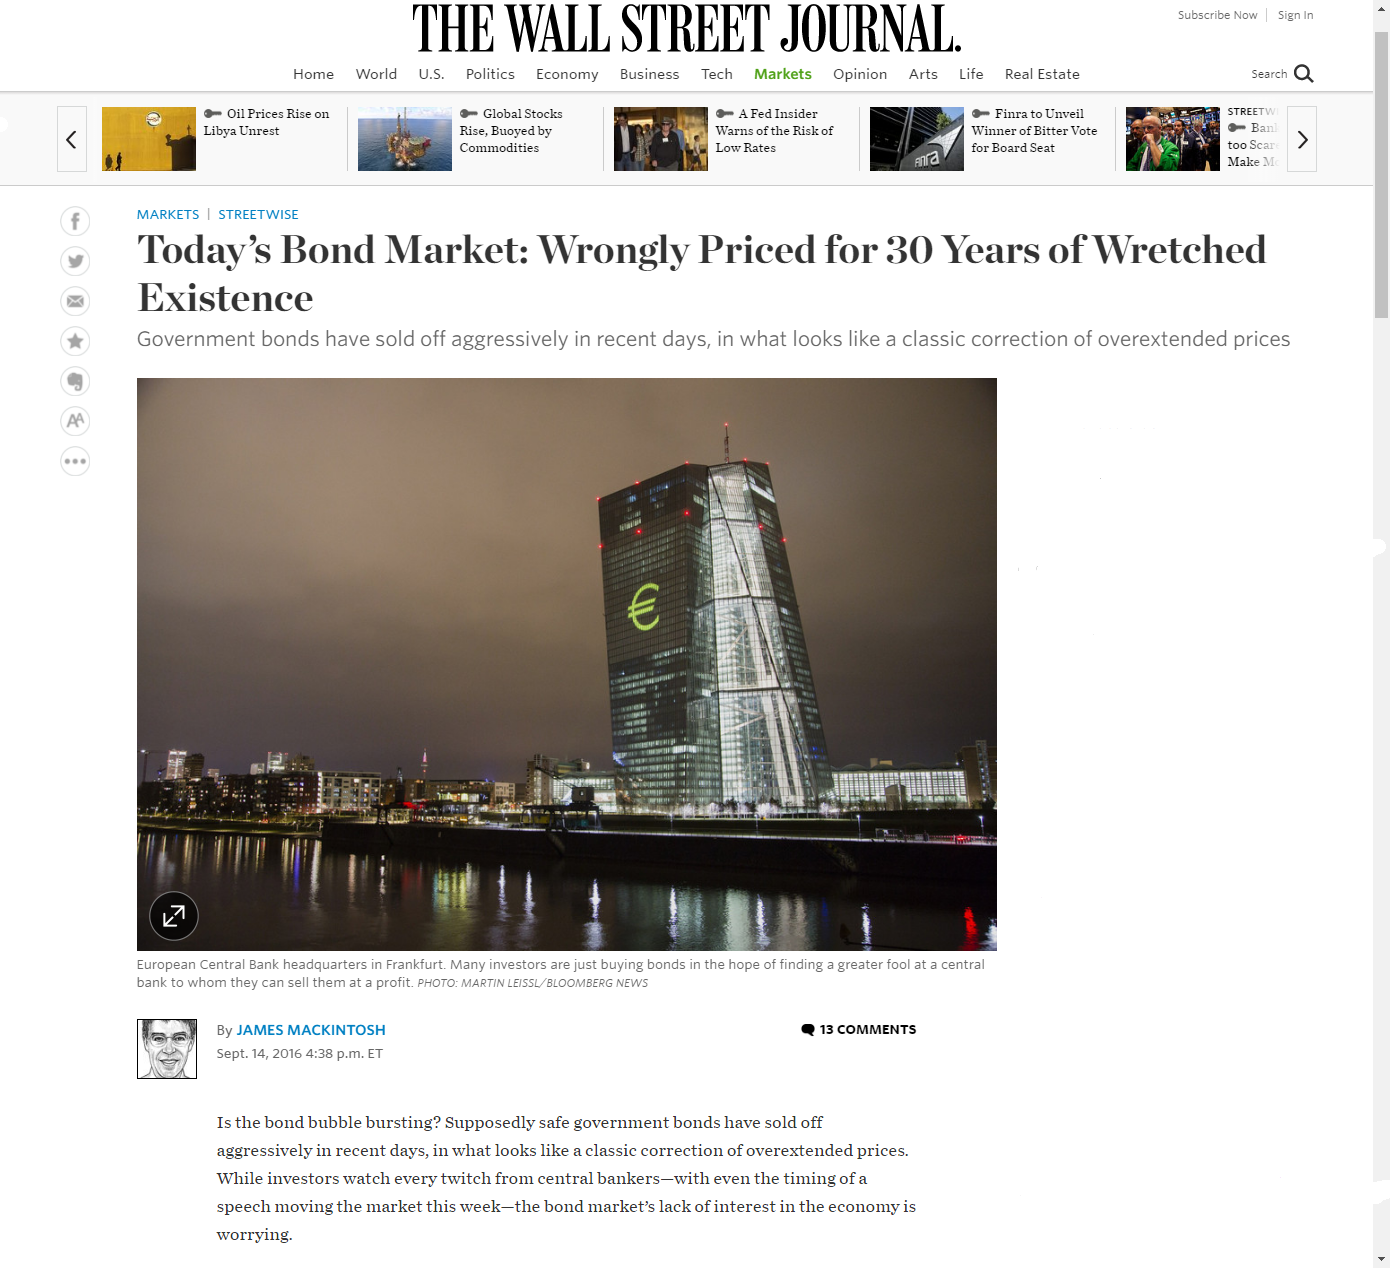 THE WALL STREET JOURNAL.
Subscribe Now | Sign In
Home World U.S. Politics Economy Business Tech Markets Opinion Arts Life Real Estate
Search
Oil Prices Rise on
Libya Unrest
Global Stocks
Rise, Buoyed by
Commodities
A Fed Insider
Warns of the Risk of
Low Rates
finra
Finra to Unveil
Winner of Bitter Vote
for Board Seat
STREETW
too
Make
MARKETS | STREETWISE
Today’s Bond Market: Wrongly Priced for 30 Years of Wretched
Existence
Government bonds have sold off aggressively in recent days, in what looks like a classic correction of overextended prices
AA
€
European Central Bank headquarters in Frankfurt. Many investors are just buying bonds in the hope of finding a greater fool at a central
bank to whom they can sell them at a profit. PHOTO: MARTIN LEISSL/BLOOMBERG NEWS
By JAMES MACKINTOSH
Sept. 14, 2016 4:38 p.m. ET
13 COMMENTS
Is the bond bubble bursting? Supposedly safe government bonds have sold off
aggressively in recent days, in what looks like a classic correction of overextended prices.
While investors watch every twitch from central bankers—with even the timing of a
speech moving the market this week—the bond market’s lack of interest in the economy is
worrying.